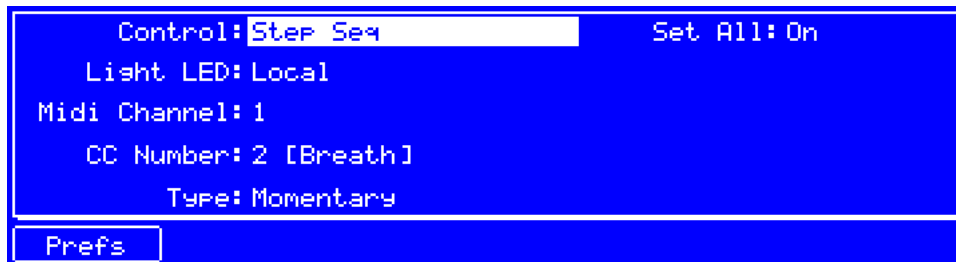 Control: Step Seq Set All: On
Light LED: Local
Midi Channel: 1
CC Number: 2 [Breath]
Type: Momentary
Prefs